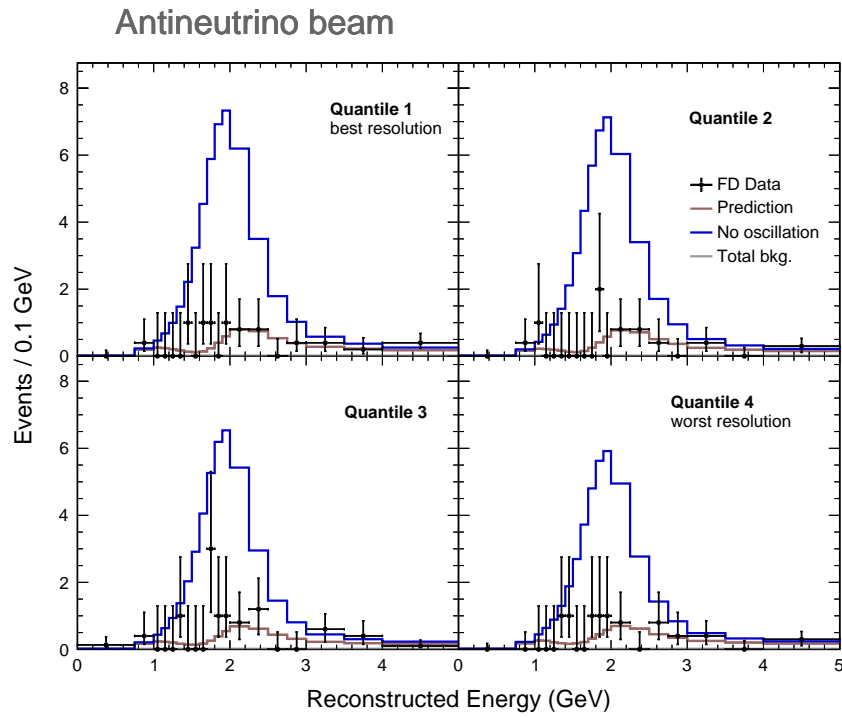 Antineutrino beam
Events / 0.1 GeV
8
6
4
2
0
Quantile 1
best resolution
Quantile 2
FD Data
Prediction
No oscillation
Total bkg.
8
6
4
2
0
Quantile 3
Quantile 4
worst resolution
0 1 2 3 4 0 1 2 3 4 5
Reconstructed Energy (GeV)